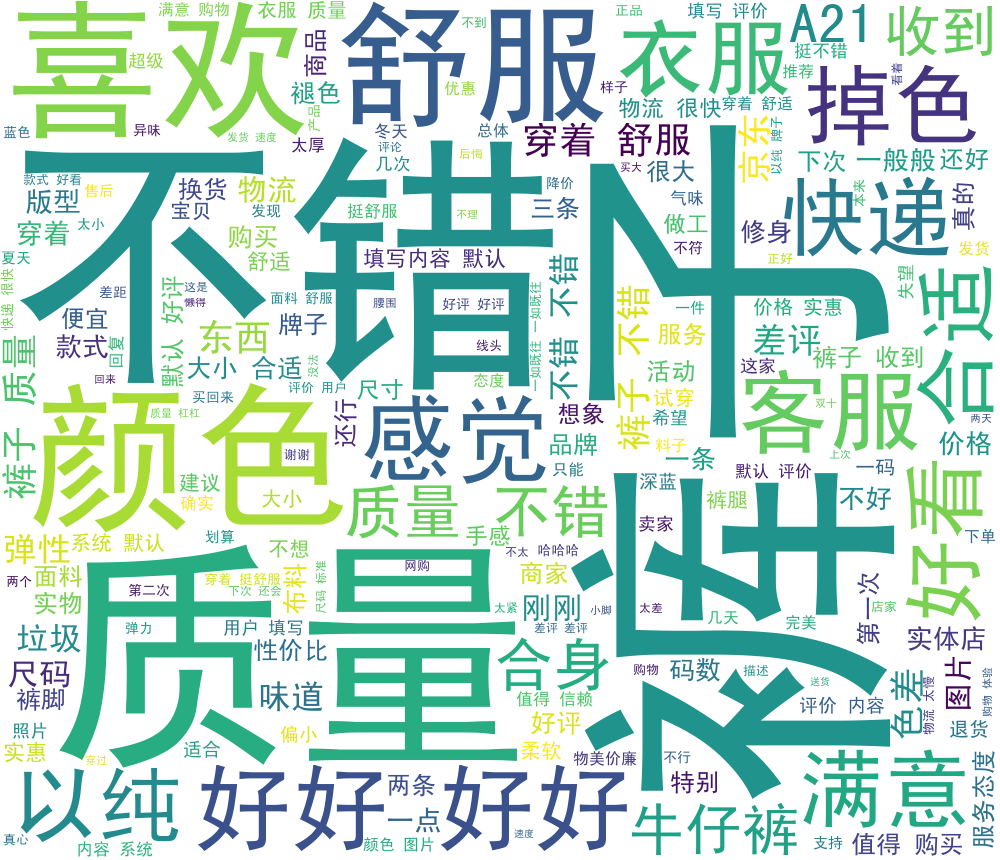 喜欢
满意 购物
衣服 质量
超级
商品
褪色
舒服
不到
优惠
正品
样子
衣服
填写 评价
A21
挺不错
推荐
收到
看着
掉色
蓝色
异味
发货 速度
产品
太厚
冬天
评论
几次
总体
后悔
穿着 舒服
物流 很快
穿着 舒适
京东
以纯 牌子
买大
很大
下次
一般般
还好
款式 好看
售后
版型
太小
换货
宝贝
物流
发现
挺舒服
不理
不错
降价
三条
气味
做工
不符
修身
快递
本来
真的
发货
正好
穿着
购买
舒适
夏天
差距
这是
懒得
填写内容 默认
面料 舒服
腰围
好评 好评
一如既往 一如既往
不错 不错
裤子 不错
一件
服务
价格 实惠
失望
合适
快递 很快
便宜
默认 好评
东西
牌子
线头
裤子
差评
裤子 收到
这家
质量
款式
回复
回来
大小 合适
没法
评价 用户
尺寸
态度
活动
试穿
希望
买回来
质量 杠杠
还行
感觉
想象
品牌
只能
料子
一条
客服
双十
上次
两天
价格
颜色
谢谢
裤子
建议
确实
大小
质量 不错
手感
深蓝
裤腿
默认 评价
一码
不好
好看
卖家
下单
弹性
系统 默认
划算
不想
不太
哈哈哈
两个
面料
实物
第二次
穿着 挺舒服
下次 还会
布料
尺码 标准
网购
太紧
商家
刚刚
小脚
太差
几天
完美
第一次
店家
质量
垃圾
弹力
用户 填写
性价比
差评 差评
合身
实体店
尺码
裤脚
味道
值得 信赖
购物
码数
描述
送货
评价 内容
色差
物流 太慢
图片
购物 体验
照片
实惠
穿过
适合
偏小
好评
柔软
物美价廉
不行
特别
退货
以纯
好好 好好
两条
一点
速度
牛仔裤
满意
服务态度
真心
内容 系统
颜色 图片
支持
值得 购买